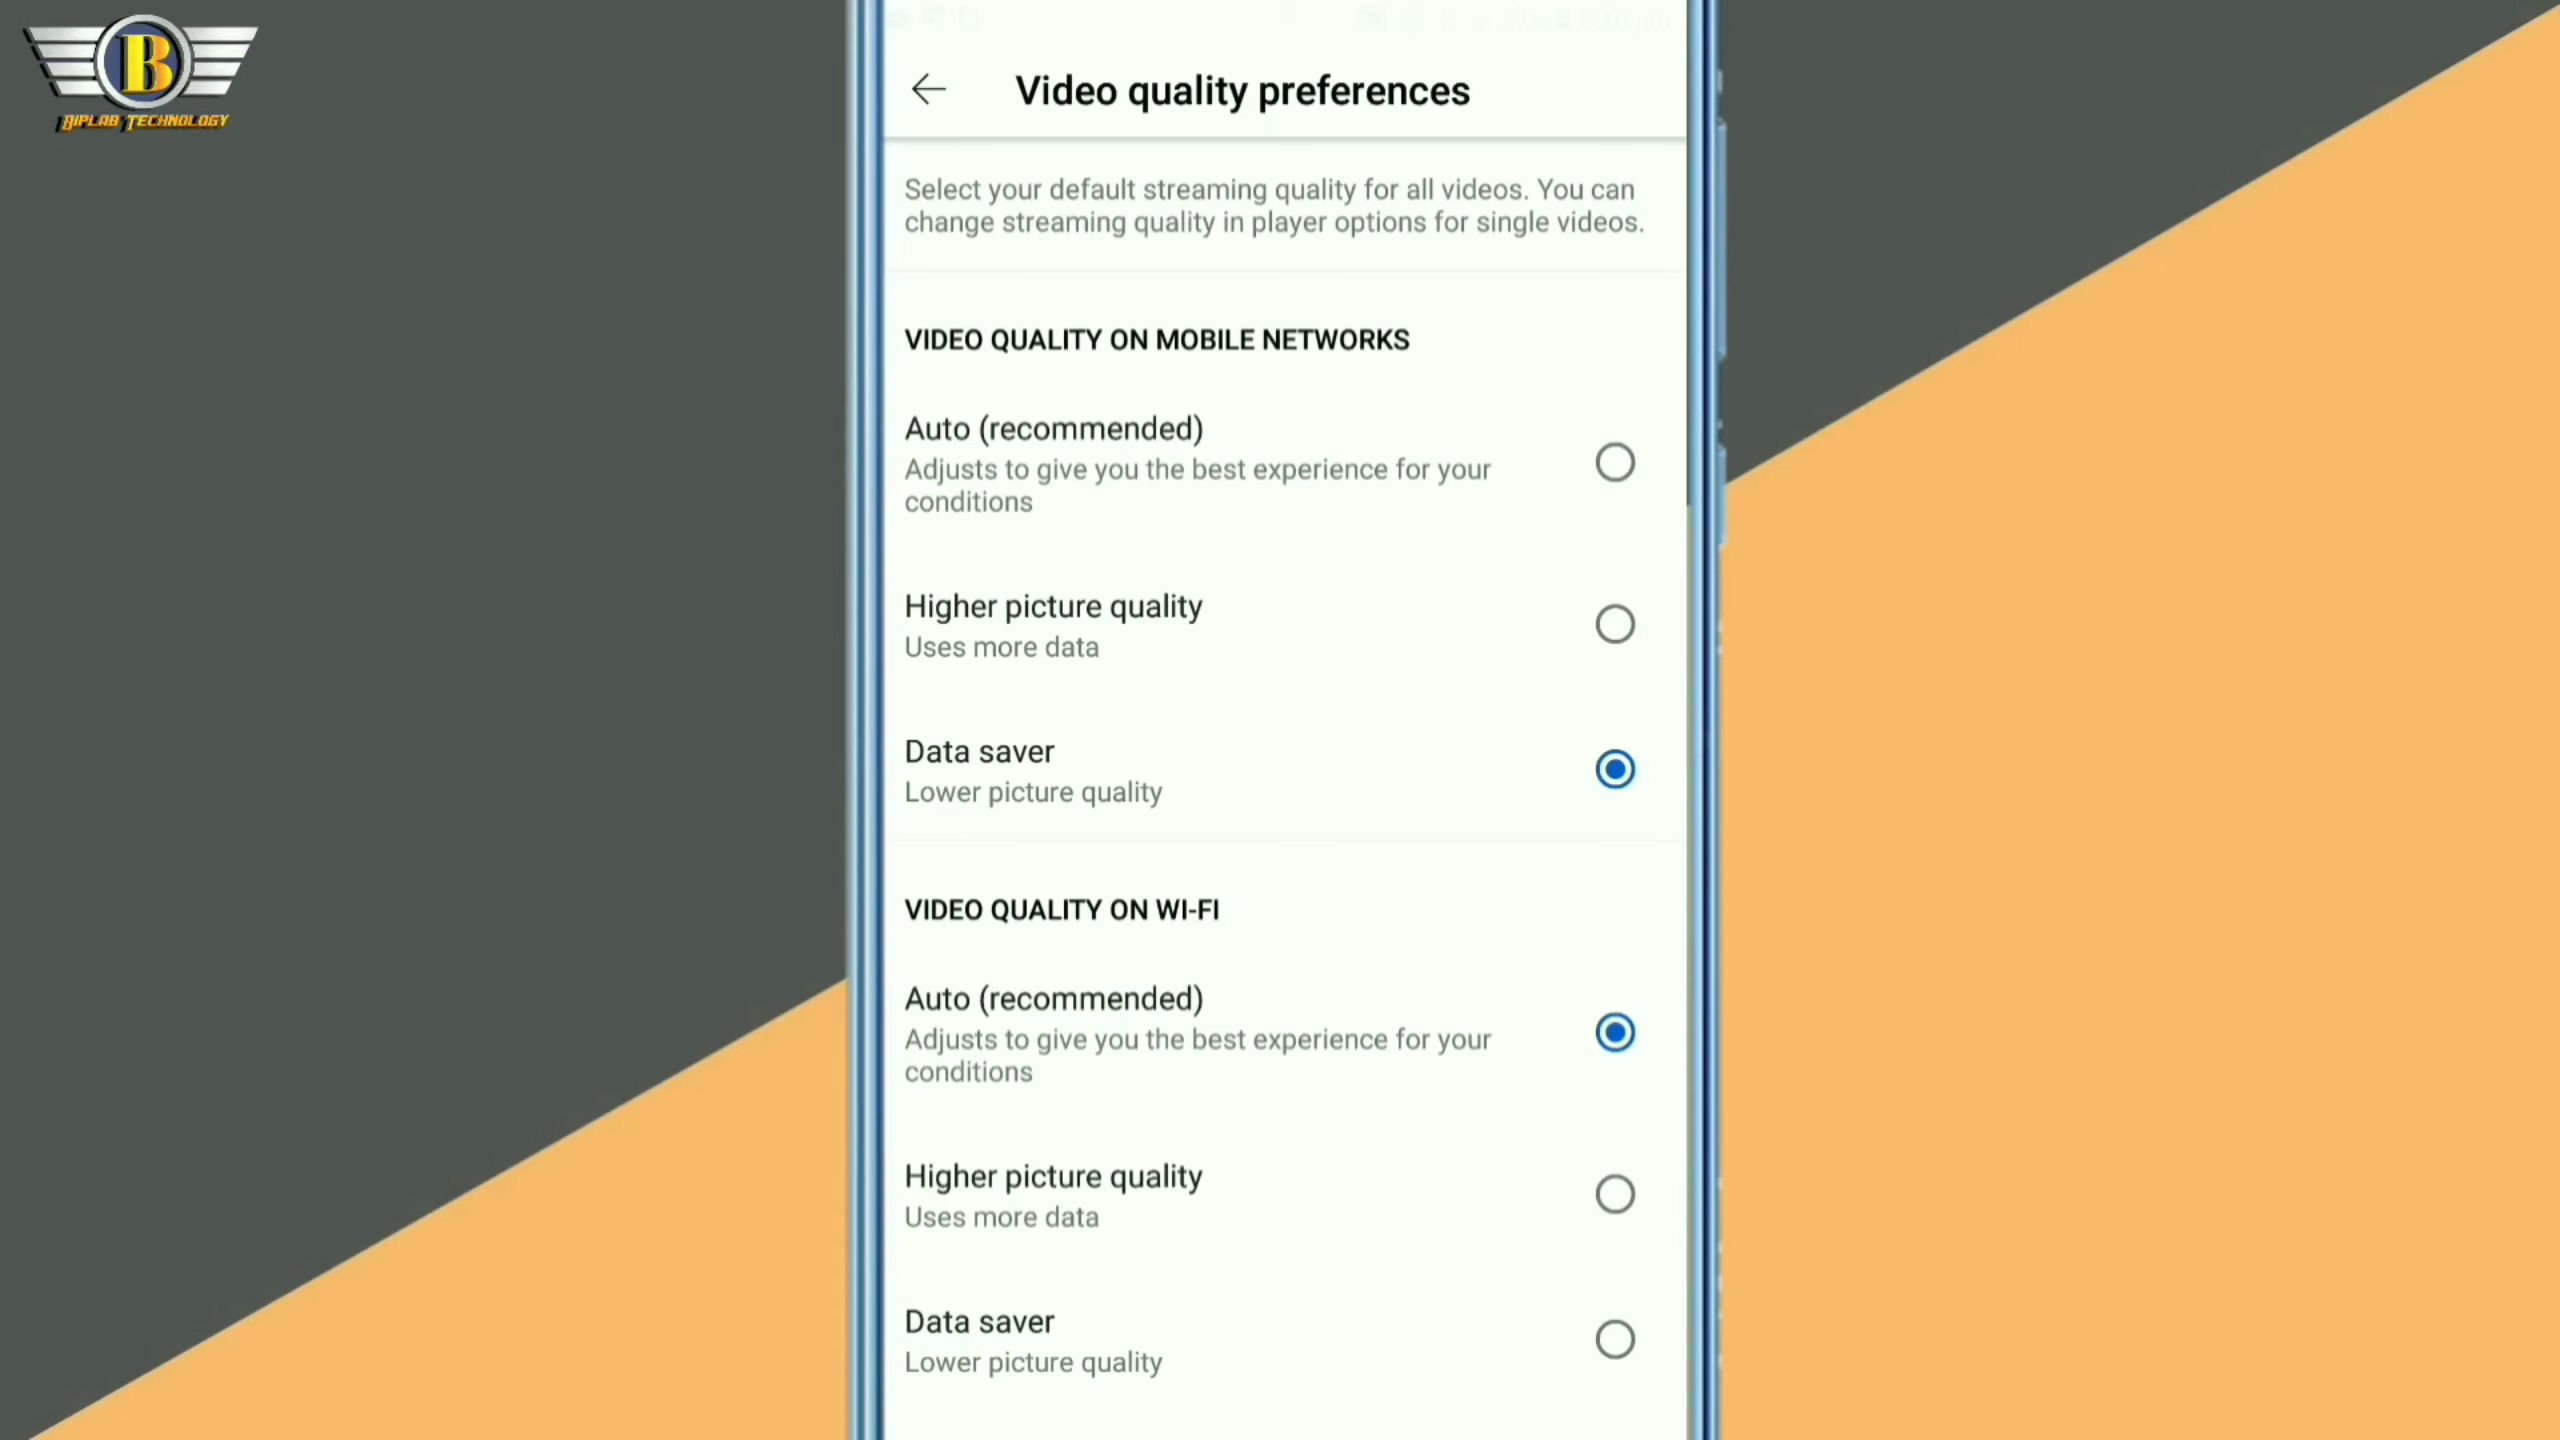 B
BIPLAB TECHNOLOGY
Video quality preferences
Select your default streaming quality for all videos. You can
change streaming quality in player options for single videos.
VIDEO QUALITY ON MOBILE NETWORKS
Auto (recommended)
Adjusts to give you the best experience for your
conditions
Higher picture quality
Uses more data
Data saver
Lower picture quality
VIDEO QUALITY ON WI-FI
Auto (recommended)
Adjusts to give you the best experience for your
conditions
Higher picture quality
Uses more data
Data saver
Lower picture quality